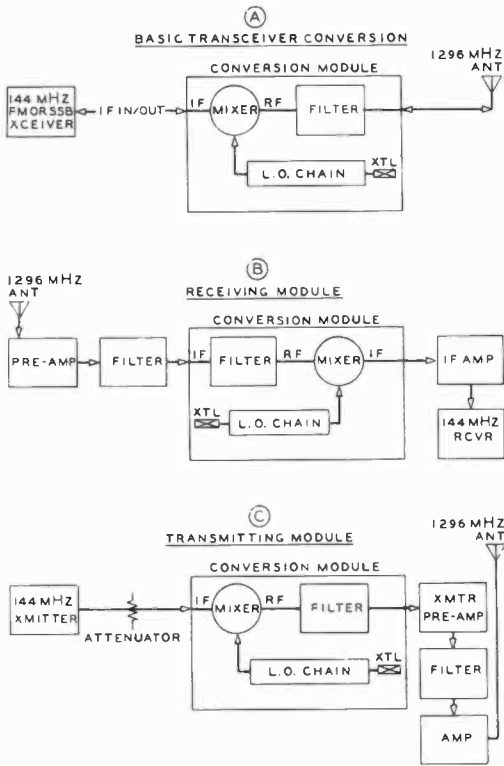 A
BASIC TRANSCEIVER CONVERSION
1296 MHZ
ANT
CONVERSION MODULE
144 MHZ
FM OR SSB
XCEIVER
IF IN/OUT
IF
MIXER
RF
FILTER
L.O. CHAIN
XTL
B
1296 MHZ
ANT
RECEIVING MODULE
CONVERSION MODULE
PRE-AMP
FILTER
IF
FILTER
RF
MIXER
IF
IF AMP
XTL
L.O. CHAIN
144 MHZ
RCVR
C
TRANSMITTING MODULE
1296 MHZ
ANT
CONVERSION MODULE
144 MHZ
XMITTER
ATTENUATOR
IF
MIXER
RF
FILTER
XMTR
PRE-AMP
L.O. CHAIN
XTL
FILTER
AMP